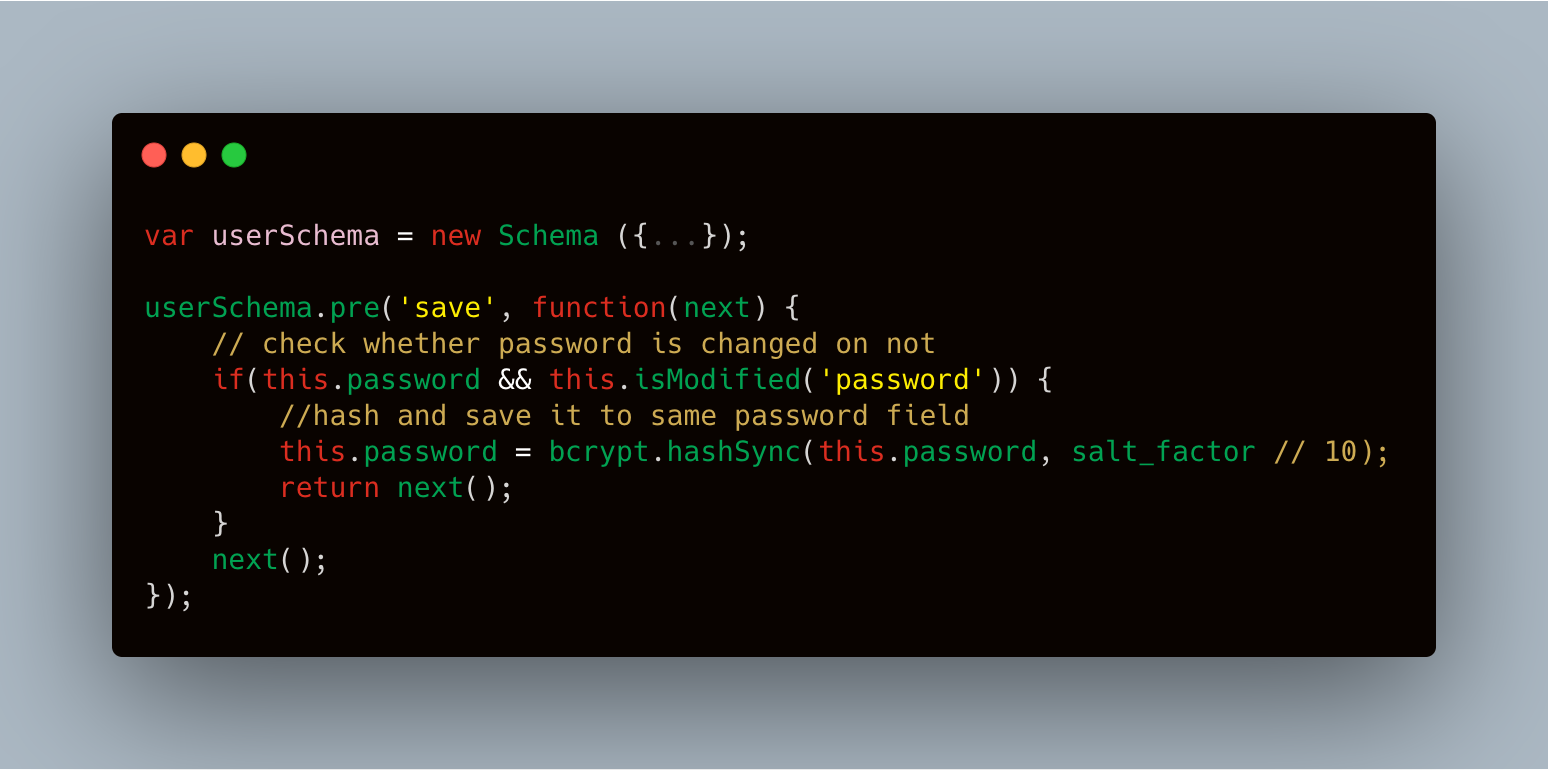 var userSchema = new Schema ({...});

userSchema.pre('save', function(next) {
    // check whether password is changed on not
    if(this.password && this.isModified('password')) {
        //hash and save it to same password field
        this.password = bcrypt.hashSync(this.password, salt_factor // 10);
        return next();
    }
    next();
});